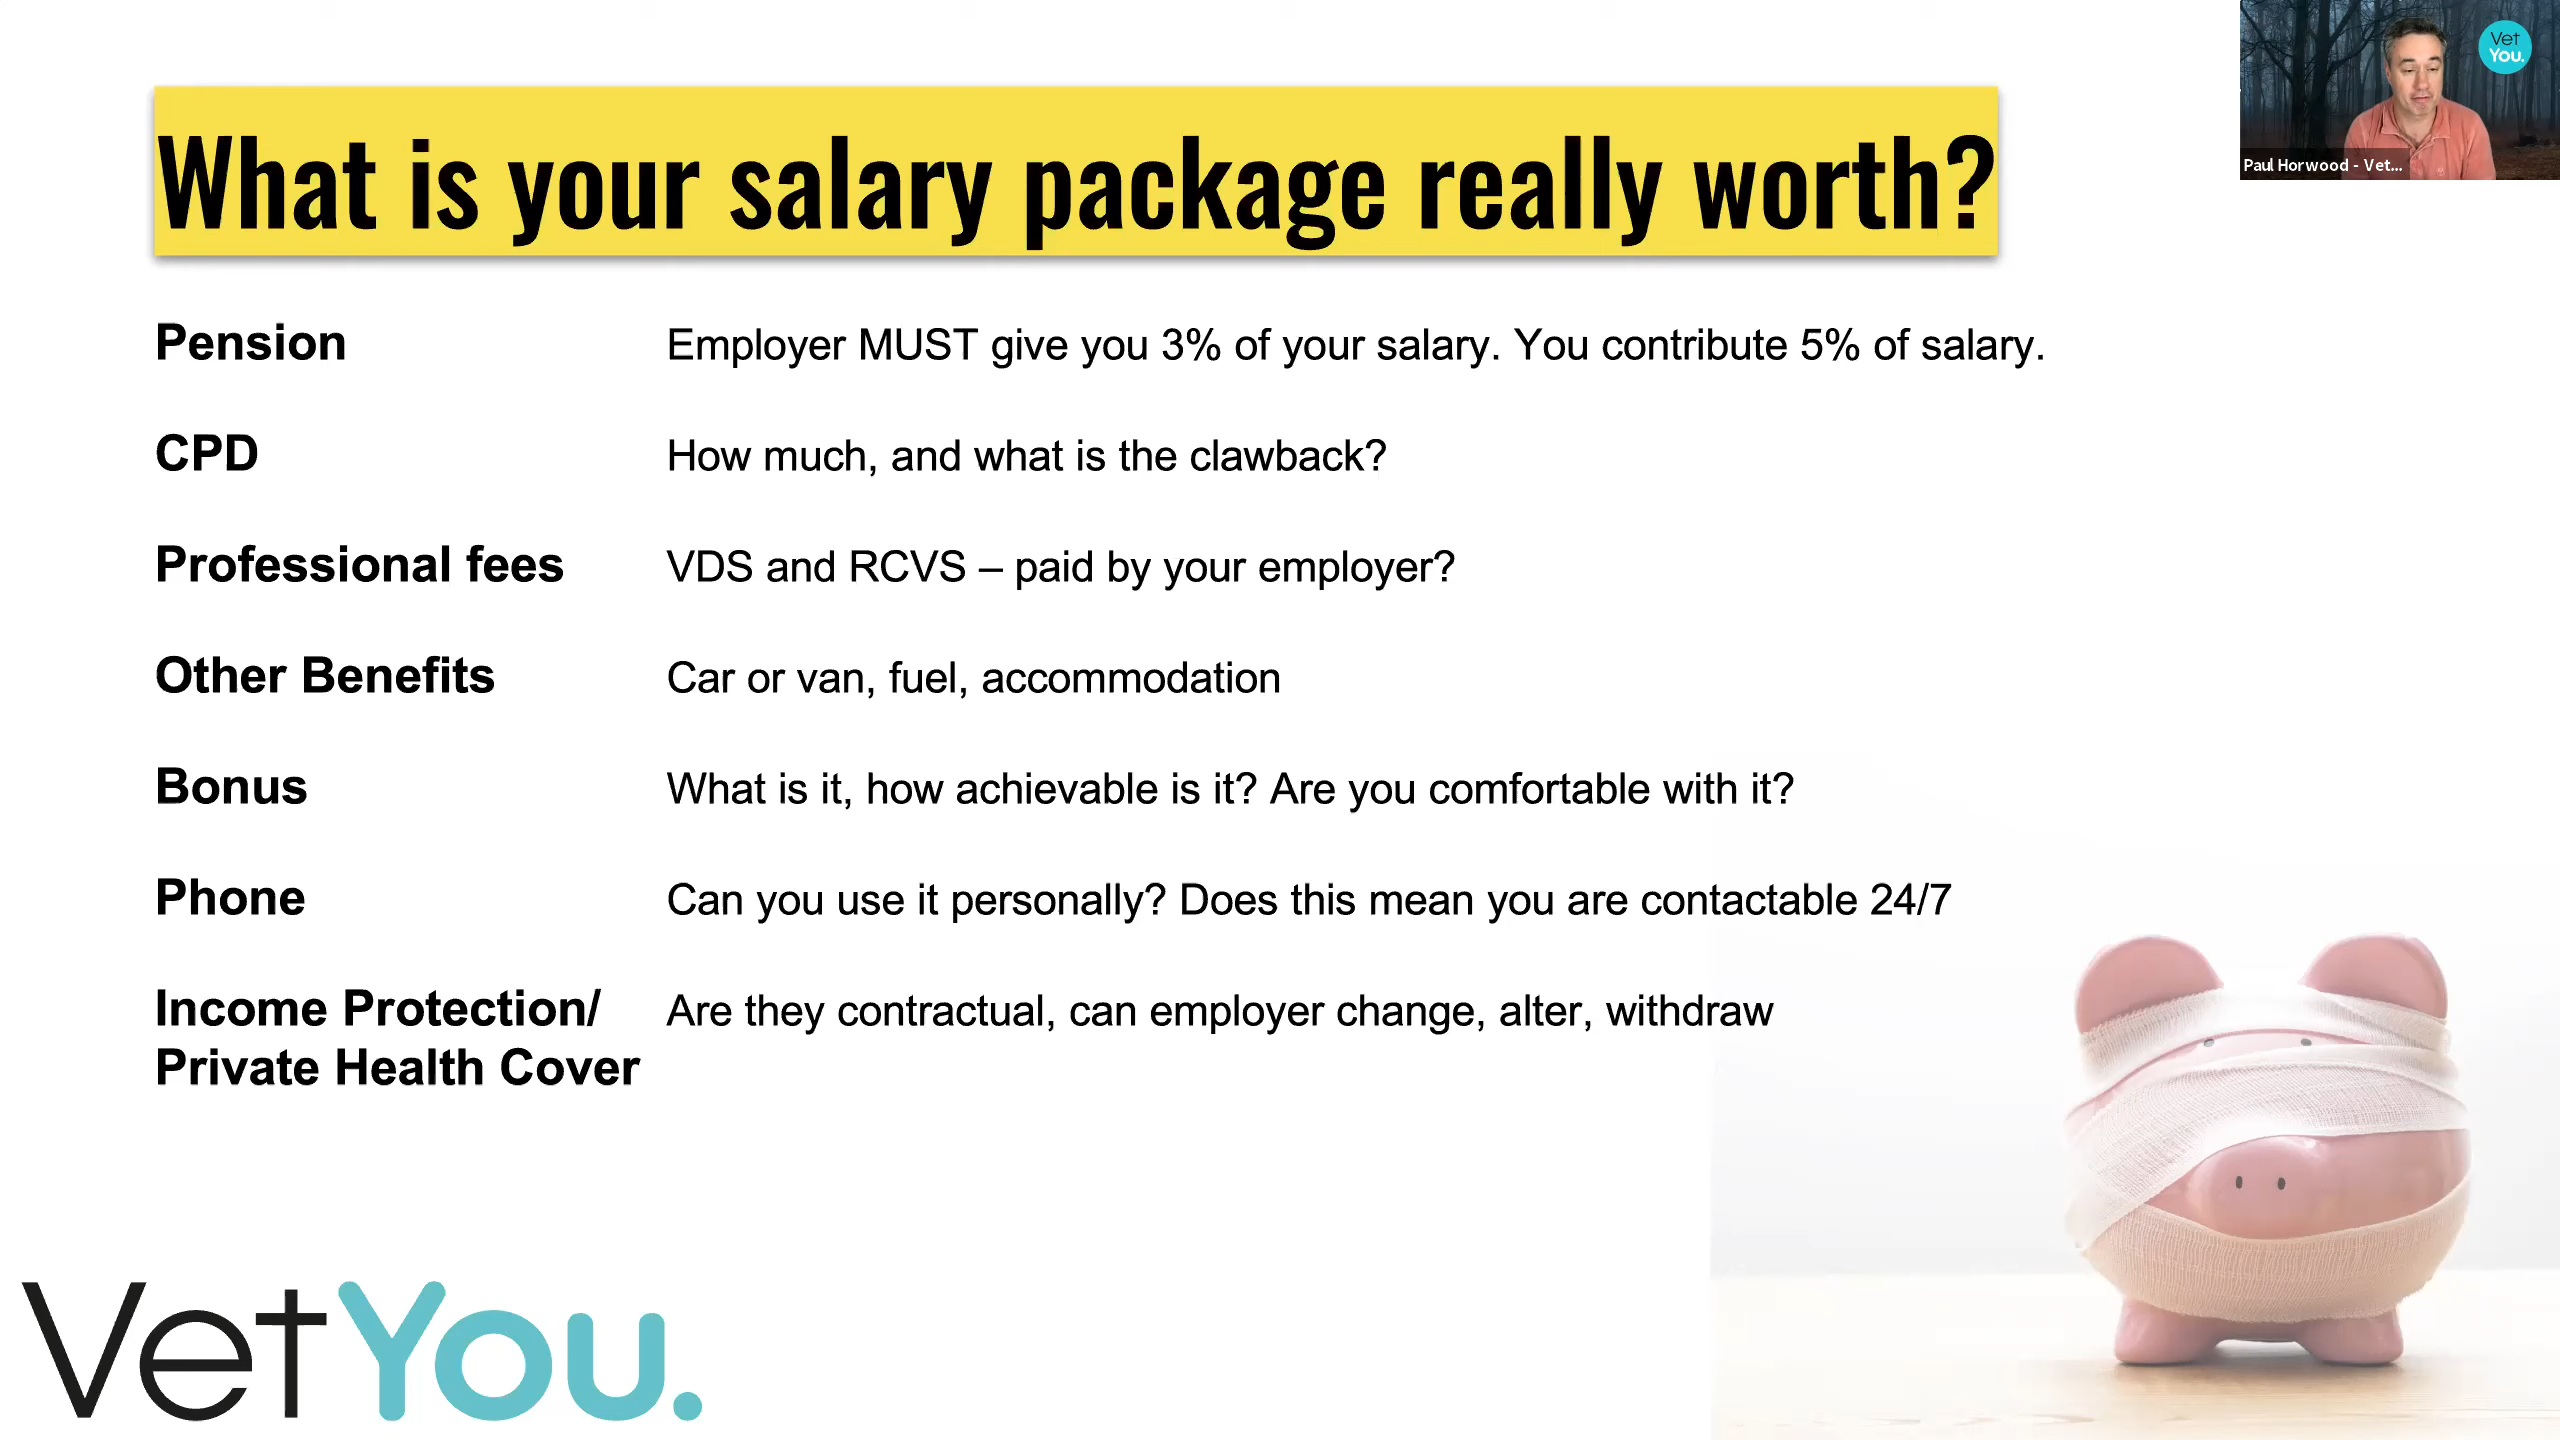 What is your salary package really worth?
Vet
You.
Paul Horwood - Vet...
Pension Employer MUST give you 3% of your salary. You contribute 5% of salary.
CPD How much, and what is the clawback?
Professional fees VDS and RCVS – paid by your employer?
Other Benefits Car or van, fuel, accommodation
Bonus What is it, how achievable is it? Are you comfortable with it?
Phone Can you use it personally? Does this mean you are contactable 24/7
Income Protection/ Are they contractual, can employer change, alter, withdraw
Private Health Cover
VetYou.